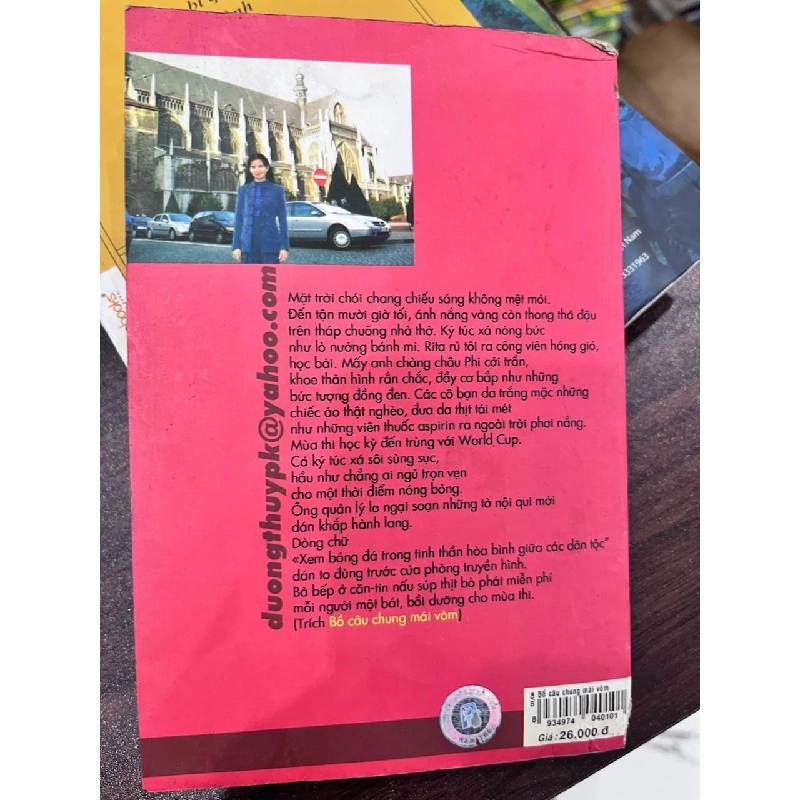 duongthuypk@yahoo.com
Mặt trời chói chang chiếu sáng không mệt mỏi.
Đến tận mười giờ tối, ánh nắng vàng còn thong thả đậu
trên tháp chuông nhà thờ. Ký túc xá nóng bức
như lò nướng bánh mì. Rita rủ tôi ra công viên hóng gió,
học bài. Mấy anh chàng châu Phi cởi trần,
khoe thân hình rắn chắc, đầy cơ bắp như những
bức tượng đồng đen. Các cô bạn da trắng mặc những
chiếc áo thật nghèo, đưa da thịt tái mét
như những viên thuốc aspirin ra ngoài trời phơi nắng.
Mùa thi học kỳ đến trùng với World Cup.
Cả ký túc xá sôi sùng sục,
hầu như chẳng ai ngủ trọn vẹn
cho một thời điểm nóng bỏng.
Ông quản lý lo ngại soạn những tờ nội qui mới
dán khắp hành lang.
Dòng chữ
«Xem bóng đá trong tinh thần hòa bình giữa các dân tộc"
dán to đùng trước cửa phòng truyền hình.
Bà bếp ở căn-tin nấu súp thịt bò phát miễn phí
mỗi người một bát, bồi dưỡng cho mùa thi.
(Trích Bồ câu chung mái vòm)
Bồ câu chung mái vòm
8 934974 040101
Giá : 26.000 đ
books
t Nam
8331963